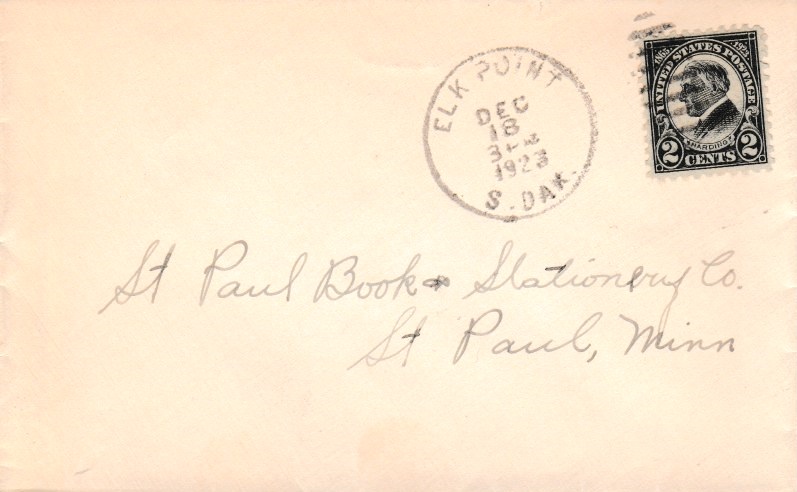 ELK POINT
DEC
18
3 PM
1923
S. DAK.
1865 1923
UNITED STATES POSTAGE
HARDING
2 CENTS 2
St Paul Book & Stationery Co.
St Paul, Minn